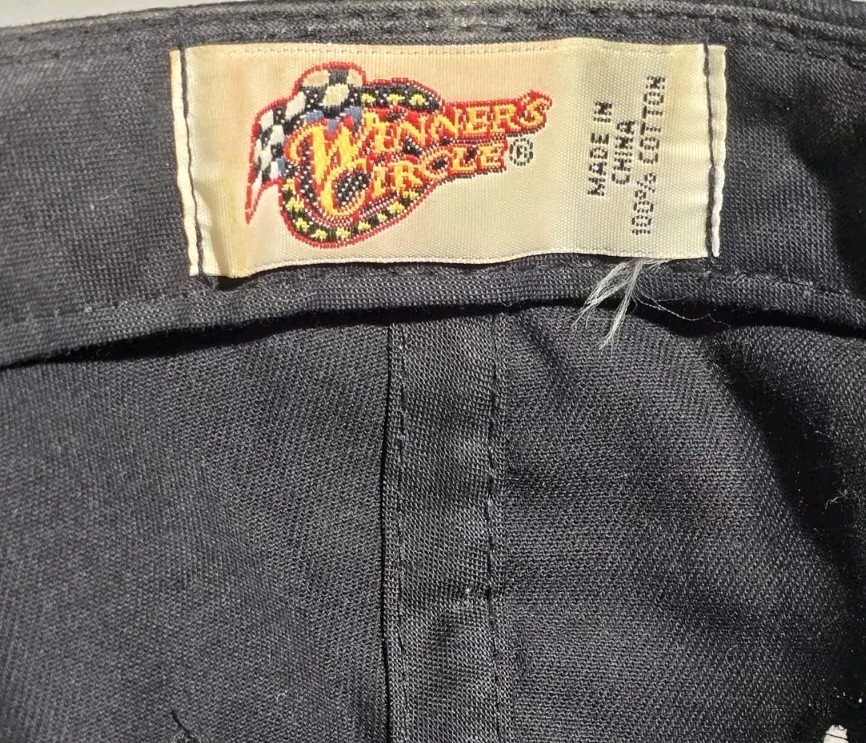 WINNER'S
CIRCLE®
MADE IN
CHINA
100% COTTON